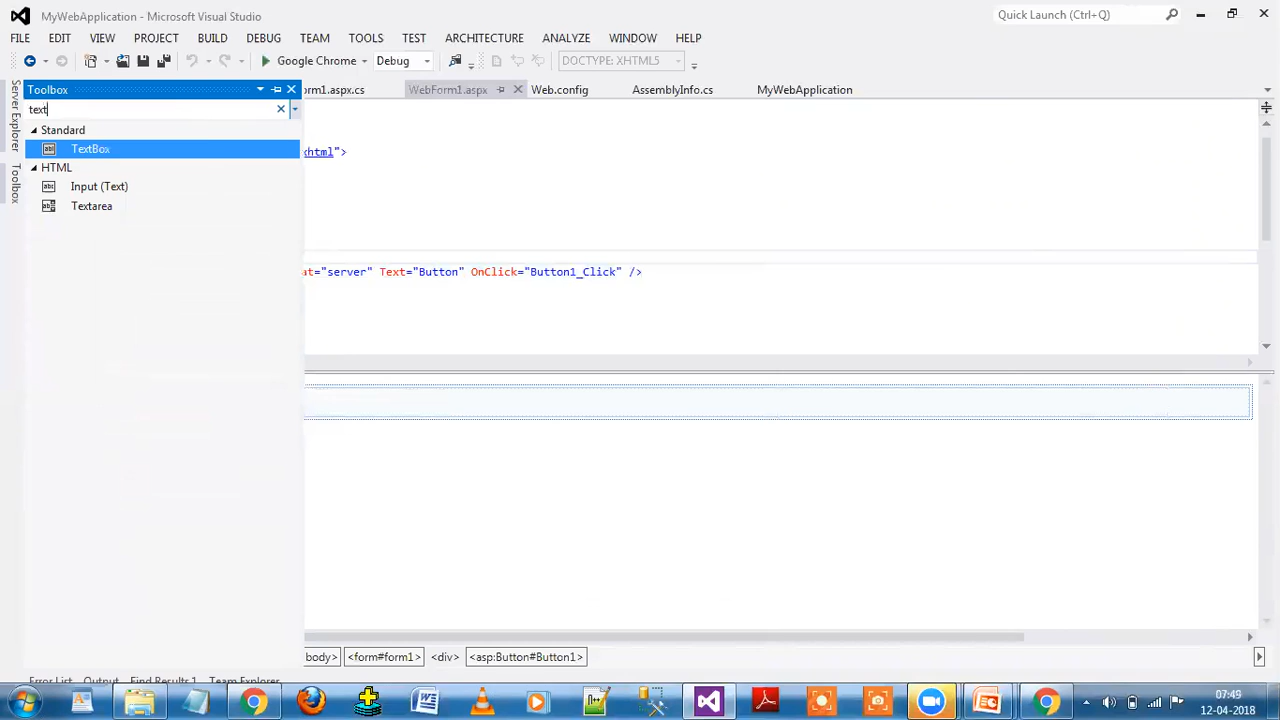 MyWebApplication - Microsoft Visual Studio
Quick Launch (Ctrl+Q)
FILE EDIT VIEW PROJECT BUILD DEBUG TEAM TOOLS TEST ARCHITECTURE ANALYZE WINDOW HELP
Google Chrome Debug DOCTYPE: XHTML5
Toolbox
orm1.aspx.cs WebForm1.aspx Web.config AssemblyInfo.cs MyWebApplication
text
Server Explorer
Toolbox
Standard
TextBox
HTML
Input (Text)
Textarea
xhtml">
at="server" Text="Button" OnClick="Button1_Click" />
body> <form#form1> <div> <asp:Button#Button1>
Error List Output Find Results 1 Team Explorer
07:49
12-04-2018